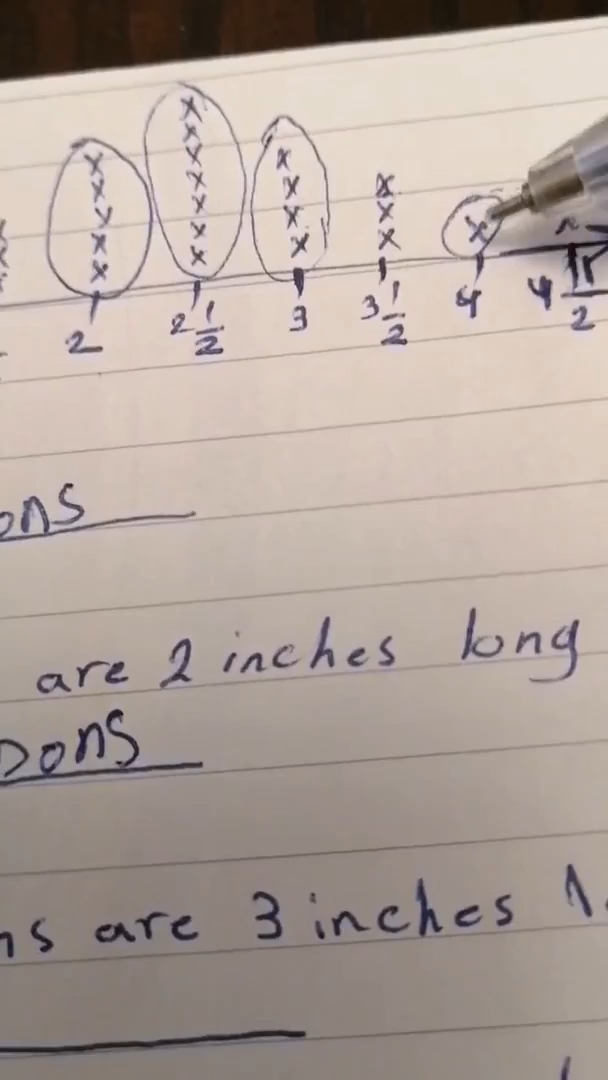 2 2 1/2 3 3 1/2 4 4 1/2
ons
are 2 inches long
ons
ns are 3 inches